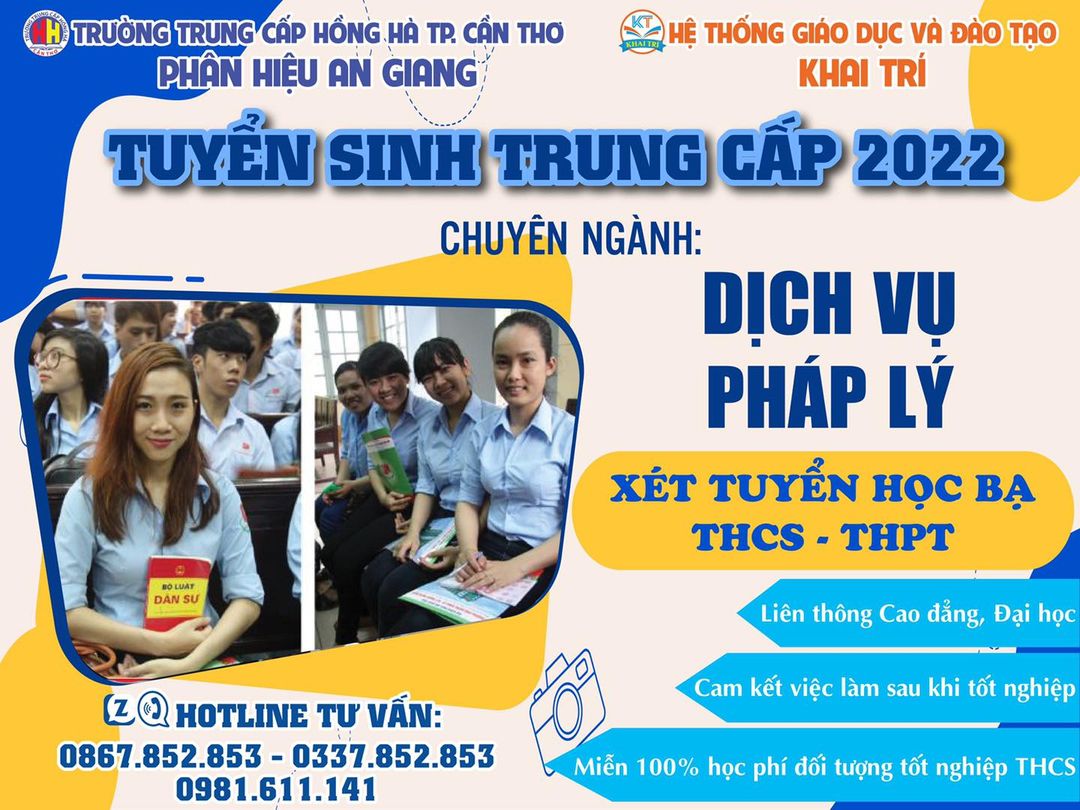 TRƯỜNG TRUNG CẤP HỒNG HÀ TP. CẦN THƠ
PHÂN HIỆU AN GIANG
KT
KHAI TRÍ
HỆ THỐNG GIÁO DỤC VÀ ĐÀO TẠO
KHAI TRÍ
TUYỂN SINH TRUNG CẤP 2022
CHUYÊN NGÀNH:
DỊCH VỤ
PHÁP LÝ
XÉT TUYỂN HỌC BẠ
THCS - THPT
BỘ LUẬT
DÂN SỰ
Liên thông Cao đẳng, Đại học
Cam kết việc làm sau khi tốt nghiệp
Miễn 100% học phí đối tượng tốt nghiệp THCS
Z HOTLINE TƯ VẤN:
0867.852.853 - 0337.852.853
0981.611.141